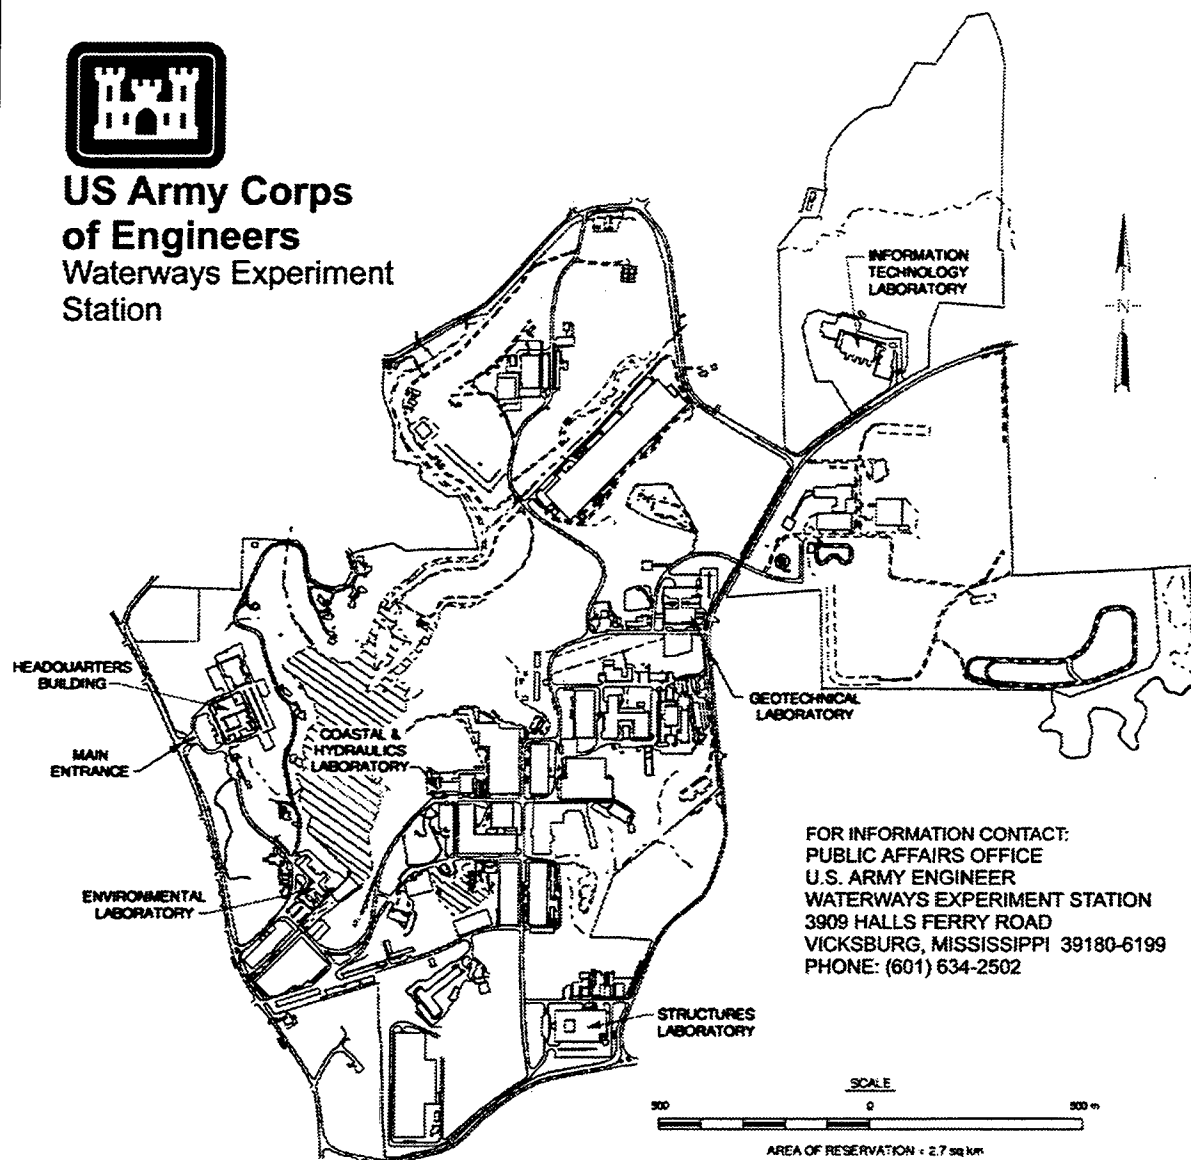 US Army Corps
of Engineers
Waterways Experiment
Station
INFORMATION
TECHNOLOGY
LABORATORY
N
HEADQUARTERS
BUILDING
MAIN
ENTRANCE
COASTAL &
HYDRAULICS
LABORATORY
GEOTECHNICAL
LABORATORY
ENVIRONMENTAL
LABORATORY
STRUCTURES
LABORATORY
FOR INFORMATION CONTACT:
PUBLIC AFFAIRS OFFICE
U.S. ARMY ENGINEER
WATERWAYS EXPERIMENT STATION
3909 HALLS FERRY ROAD
VICKSBURG, MISSISSIPPI 39180-6199
PHONE: (601) 634-2502
SCALE
500 0 500 m
AREA OF RESERVATION = 2.7 sq km